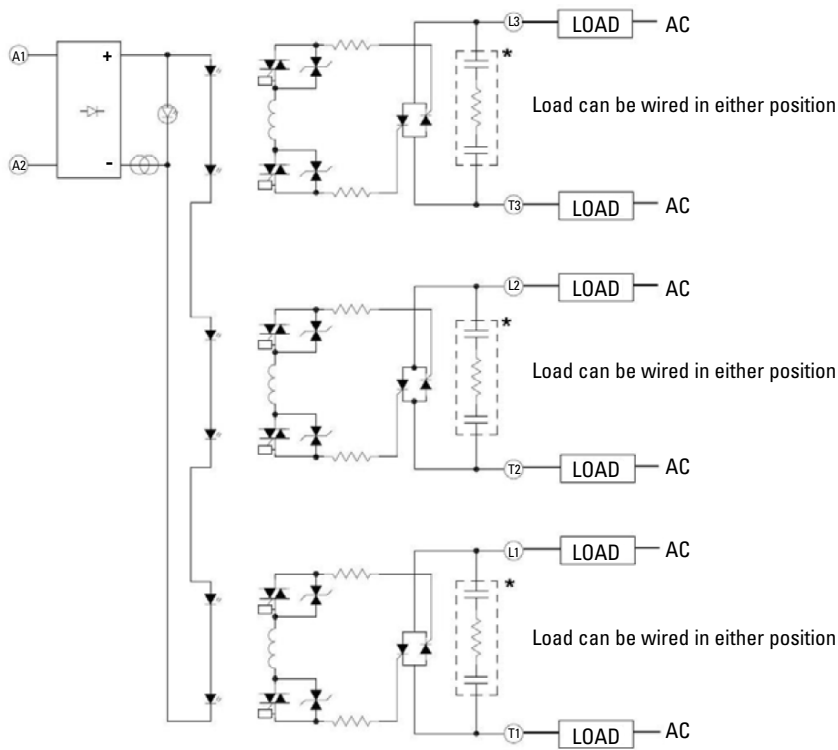 L3 LOAD AC
A1 + *
Load can be wired in either position
A2 -
T3 LOAD AC
L2 LOAD AC
*
Load can be wired in either position
T2 LOAD AC
L1 LOAD AC
*
Load can be wired in either position
T1 LOAD AC